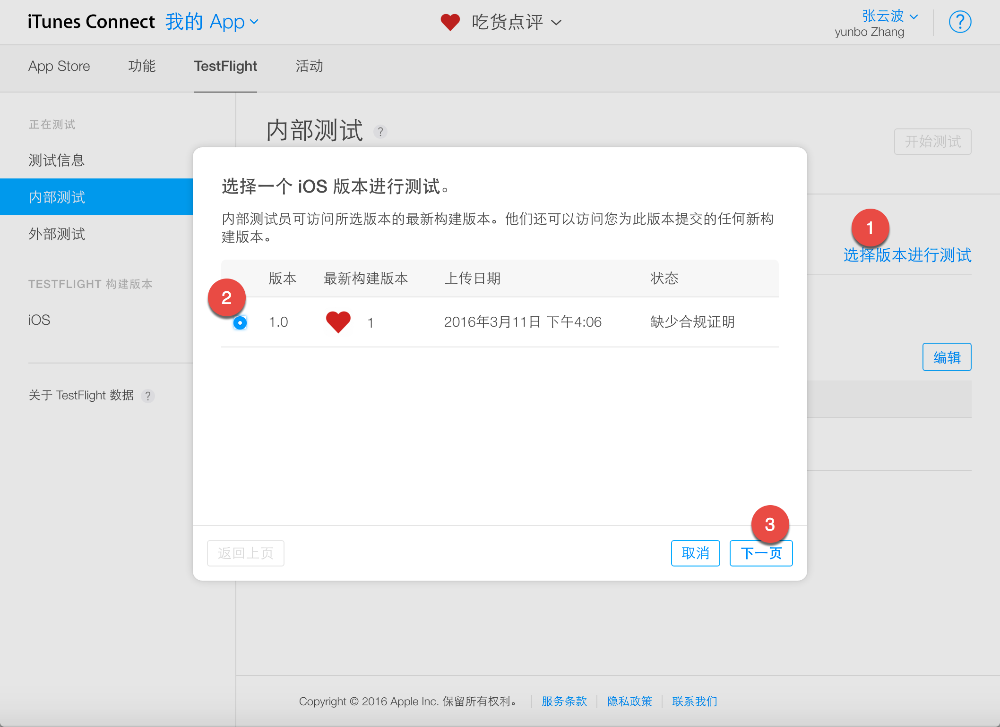 iTunes Connect 我的 App
吃货点评
张云波
yunbo Zhang
?
App Store 功能 TestFlight 活动
正在测试
测试信息
内部测试
外部测试
TESTFLIGHT 构建版本
iOS
关于 TestFlight 数据 ?
内部测试 ?
开始测试
1
选择版本进行测试
编辑
选择一个 iOS 版本进行测试。
内部测试员可访问所选版本的最新构建版本。他们还可以访问您为此版本提交的任何新构
建版本。
版本 最新构建版本 上传日期 状态
2
1.0 1 2016年3月11日 下午4:06 缺少合规证明
3
返回上页 取消 下一页
Copyright © 2016 Apple Inc. 保留所有权利。 服务条款 隐私政策 联系我们